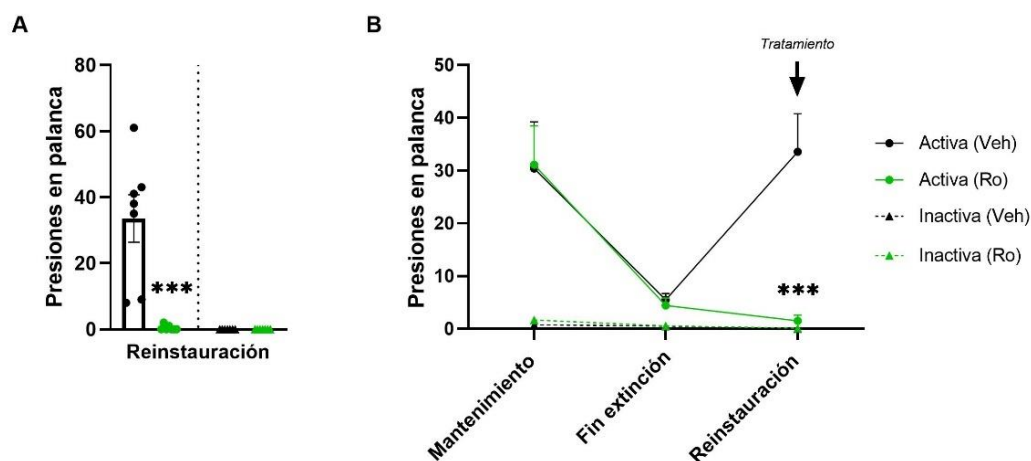 A
Presiones en palanca
80
60
40
20
0
***
Reinstauración
B
Tratamiento
Presiones en palanca
50
40
30
20
10
0
***
Mantenimiento
Fin extinción
Reinstauración
Activa (Veh)
Activa (Ro)
Inactiva (Veh)
Inactiva (Ro)